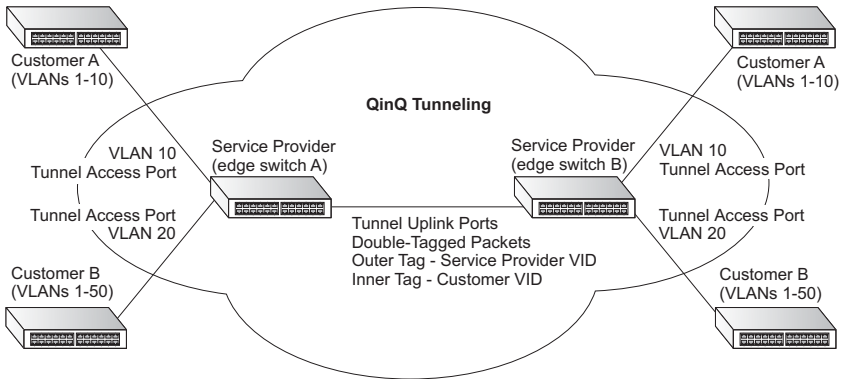 Customer A
(VLANs 1-10)
Customer A
(VLANs 1-10)
QinQ Tunneling
VLAN 10
Tunnel Access Port
Service Provider
(edge switch A)
Service Provider
(edge switch B)
VLAN 10
Tunnel Access Port
Tunnel Access Port
VLAN 20
Tunnel Uplink Ports
Double-Tagged Packets
Outer Tag - Service Provider VID
Inner Tag - Customer VID
Tunnel Access Port
VLAN 20
Customer B
(VLANs 1-50)
Customer B
(VLANs 1-50)